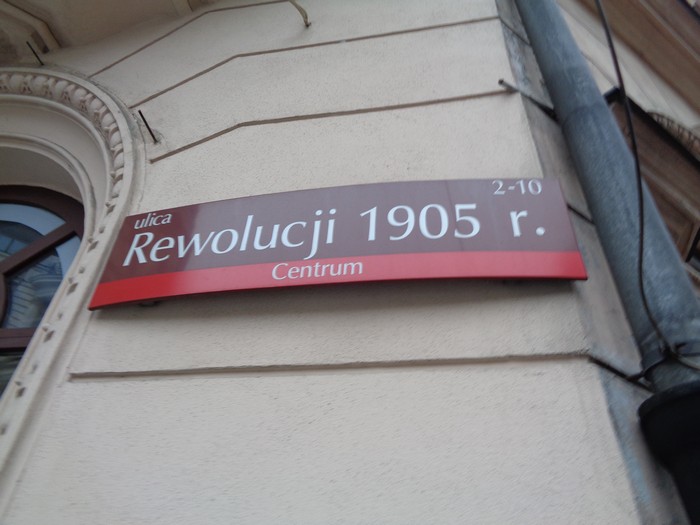 ulica
2-10
Rewolucji 1905 r.
Centrum